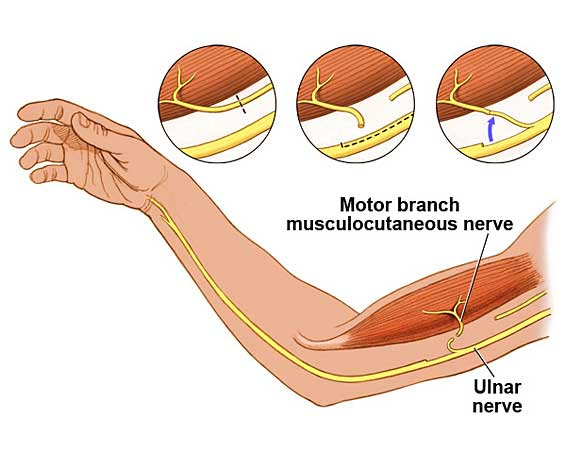 Motor branch
musculocutaneous nerve
Ulnar
nerve